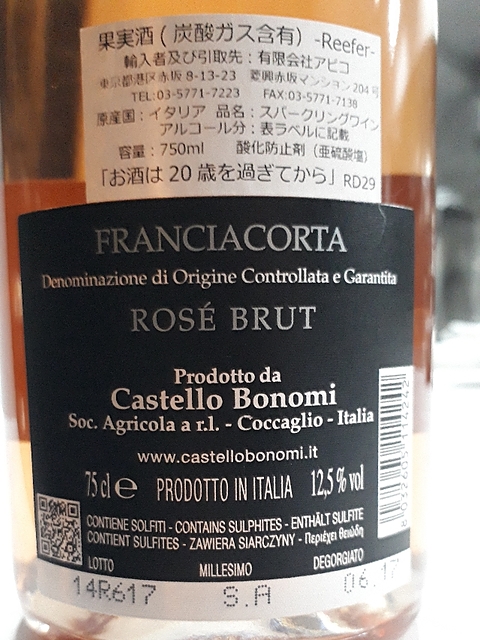 果実酒(炭酸ガス含有) -Reefer-
輸入者及び引取先:有限会社アビコ
東京都港区赤坂 8-13-23 菱興赤坂マンション204号
TEL:03-5771-7223 FAX:03-5771-7138
原産国:イタリア 品名:スパークリングワイン
アルコール分:表ラベルに記載
容量:750ml 酸化防止剤(亜硫酸塩)
「お酒は20歳を過ぎてから」RD29
FRANCIACORTA
Denominazione di Origine Controllata e Garantita
ROSÉ BRUT
Prodotto da
Castello Bonomi
Soc. Agricola a r.l. - Coccaglio - Italia
www.castellobonomi.it
75 cl e PRODOTTO IN ITALIA 12,5 % vol
CONTIENE SOLFITI - CONTAINS SULPHITES - ENTHÄLT SULFITE
CONTIENT SULFITES - ZAWIERA SIARCZYNY - Περιέχει θειώδη
LOTTO MILLESIMO DEGORGIATO
14R617 S.A 06.17
8032605114242